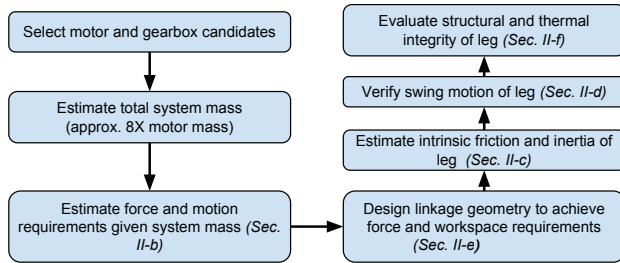 Select motor and gearbox candidates
Estimate total system mass
(approx. 8X motor mass)
Estimate force and motion
requirements given system mass (Sec.
II-b)
Design linkage geometry to achieve
force and workspace requirements
(Sec. II-e)
Estimate intrinsic friction and inertia of
leg (Sec. II-c)
Verify swing motion of leg (Sec. II-d)
Evaluate structural and thermal
integrity of leg (Sec. II-f)